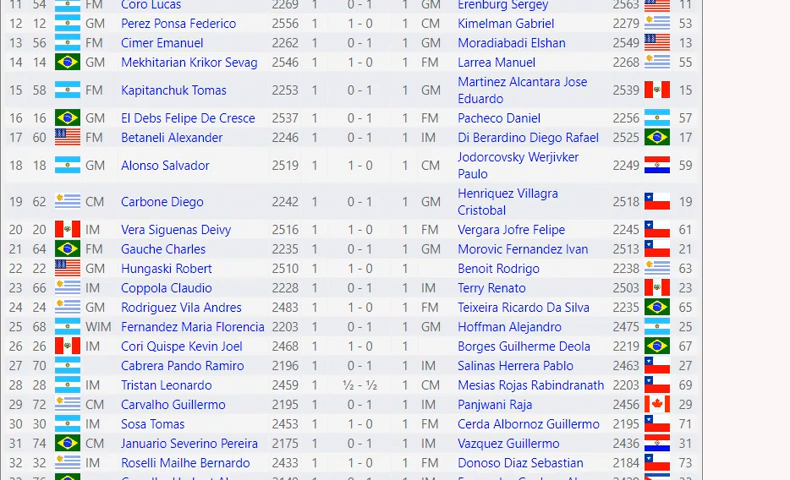 11 54 FM Coro Lucas 2269 1 0 - 1 1 GM Erenburg Sergey 2563 11
12 12 GM Perez Ponsa Federico 2556 1 1 - 0 1 CM Kimelman Gabriel 2279 53
13 56 FM Cimer Emanuel 2262 1 0 - 1 1 GM Moradiabadi Elshan 2549 13
14 14 GM Mekhitarian Krikor Sevag 2546 1 1 - 0 1 FM Larrea Manuel 2268 55
15 58 FM Kapitanchuk Tomas 2253 1 0 - 1 1 GM Martinez Alcantara Jose
Eduardo 2539 15
16 16 GM El Debs Felipe De Cresce 2537 1 1 - 0 1 FM Pacheco Daniel 2256 57
17 60 FM Betaneli Alexander 2246 1 0 - 1 1 IM Di Berardino Diego Rafael 2525 17
18 18 GM Alonso Salvador 2519 1 1 - 0 1 CM Jodorcovsky Werjivker
Paulo 2249 59
19 62 CM Carbone Diego 2242 1 0 - 1 1 GM Henriquez Villagra
Cristobal 2518 19
20 20 IM Vera Siguenas Deivy 2516 1 1 - 0 1 FM Vergara Jofre Felipe 2245 61
21 64 FM Gauche Charles 2235 1 0 - 1 1 GM Morovic Fernandez Ivan 2513 21
22 22 GM Hungaski Robert 2510 1 1 - 0 1 Benoit Rodrigo 2238 63
23 66 IM Coppola Claudio 2228 1 0 - 1 1 IM Terry Renato 2503 23
24 24 GM Rodriguez Vila Andres 2483 1 1 - 0 1 FM Teixeira Ricardo Da Silva 2235 65
25 68 WIM Fernandez Maria Florencia 2203 1 0 - 1 1 GM Hoffman Alejandro 2475 25
26 26 IM Cori Quispe Kevin Joel 2468 1 1 - 0 1 Borges Guilherme Deola 2219 67
27 70 Cabrera Pando Ramiro 2196 1 0 - 1 1 IM Salinas Herrera Pablo 2463 27
28 28 IM Tristan Leonardo 2459 1 ½ - ½ 1 CM Mesias Rojas Rabindranath 2203 69
29 72 CM Carvalho Guillermo 2195 1 0 - 1 1 IM Panjwani Raja 2456 29
30 30 IM Sosa Tomas 2453 1 1 - 0 1 FM Cerda Albornoz Guillermo 2195 71
31 74 CM Januario Severino Pereira 2175 1 0 - 1 1 IM Vazquez Guillermo 2436 31
32 32 IM Roselli Mailhe Bernardo 2433 1 1 - 0 1 FM Donoso Diaz Sebastian 2184 73